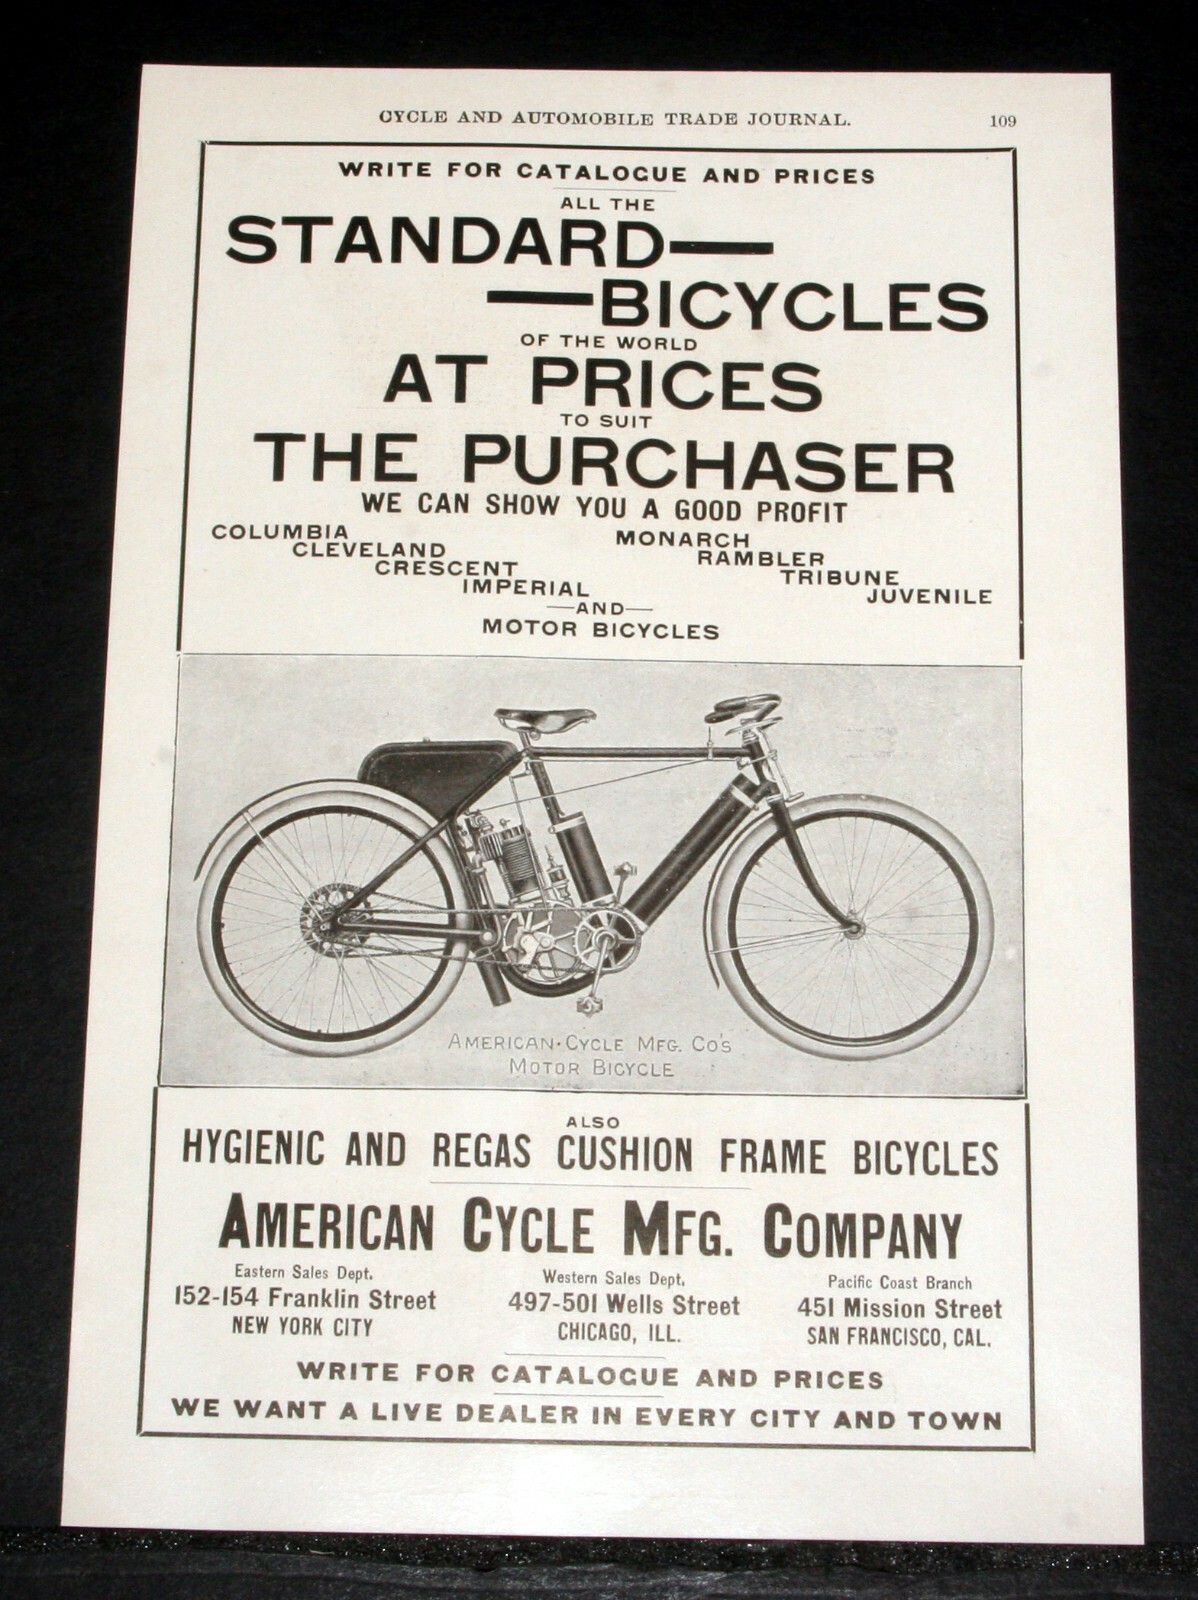 CYCLE AND AUTOMOBILE TRADE JOURNAL. 109
WRITE FOR CATALOGUE AND PRICES
ALL THE
STANDARD—
—BICYCLES
OF THE WORLD
AT PRICES
TO SUIT
THE PURCHASER
WE CAN SHOW YOU A GOOD PROFIT
COLUMBIA
CLEVELAND
CRESCENT
IMPERIAL
MONARCH
RAMBLER
TRIBUNE
JUVENILE
—AND—
MOTOR BICYCLES
AMERICAN·CYCLE MFG. CO'S
MOTOR BICYCLE
ALSO
HYGIENIC AND REGAS CUSHION FRAME BICYCLES
AMERICAN CYCLE MFG. COMPANY
Eastern Sales Dept.
152-154 Franklin Street
NEW YORK CITY
Western Sales Dept.
497-501 Wells Street
CHICAGO, ILL.
Pacific Coast Branch
451 Mission Street
SAN FRANCISCO, CAL.
WRITE FOR CATALOGUE AND PRICES
WE WANT A LIVE DEALER IN EVERY CITY AND TOWN